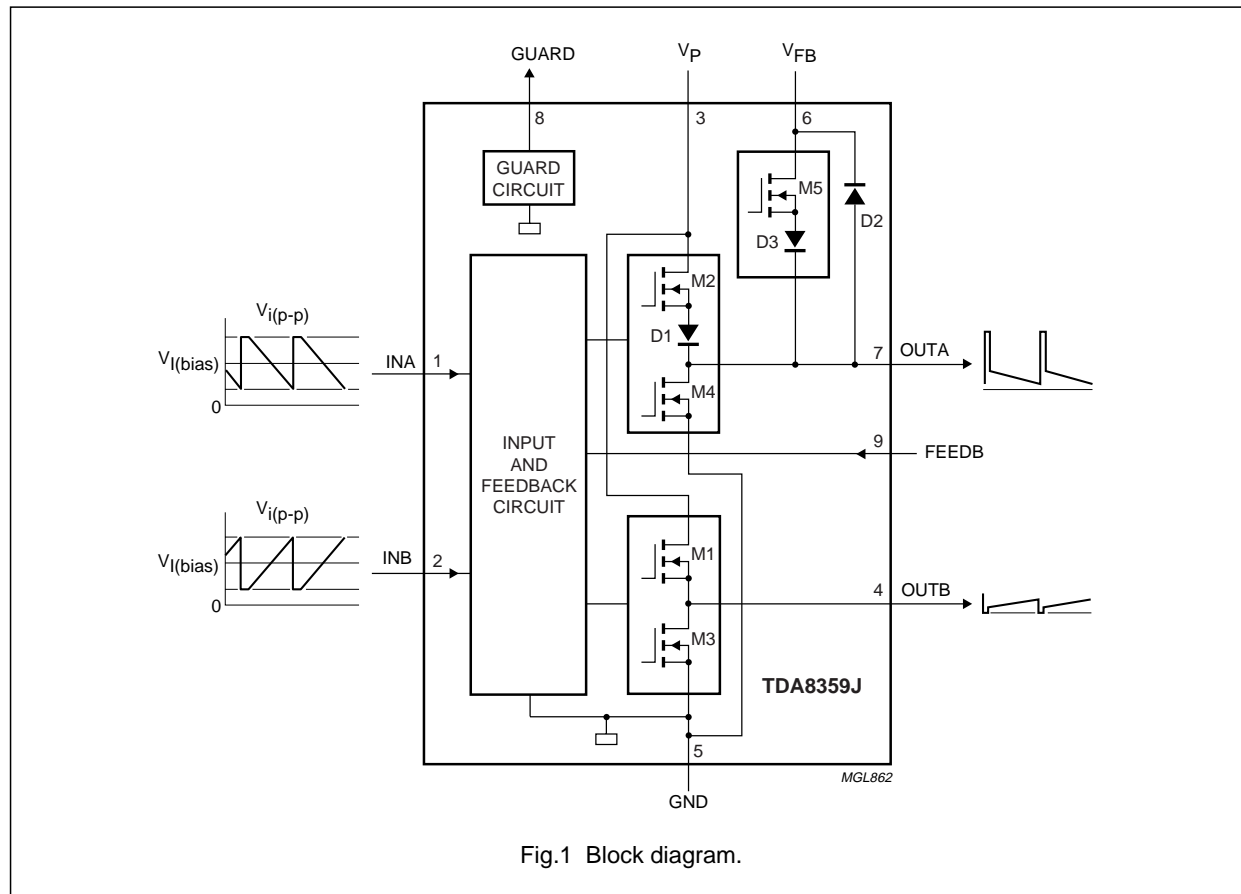 GUARD
VP
VFB
8
3
6
GUARD
CIRCUIT
M5
D3
D2
M2
D1
M4
Vi(p-p)
VI(bias)
0
INA
1
7
OUTA
9
FEEDB
INPUT
AND
FEEDBACK
CIRCUIT
Vi(p-p)
VI(bias)
0
INB
2
M1
M3
4
OUTB
TDA8359J
5
MGL862
GND
Fig.1 Block diagram.